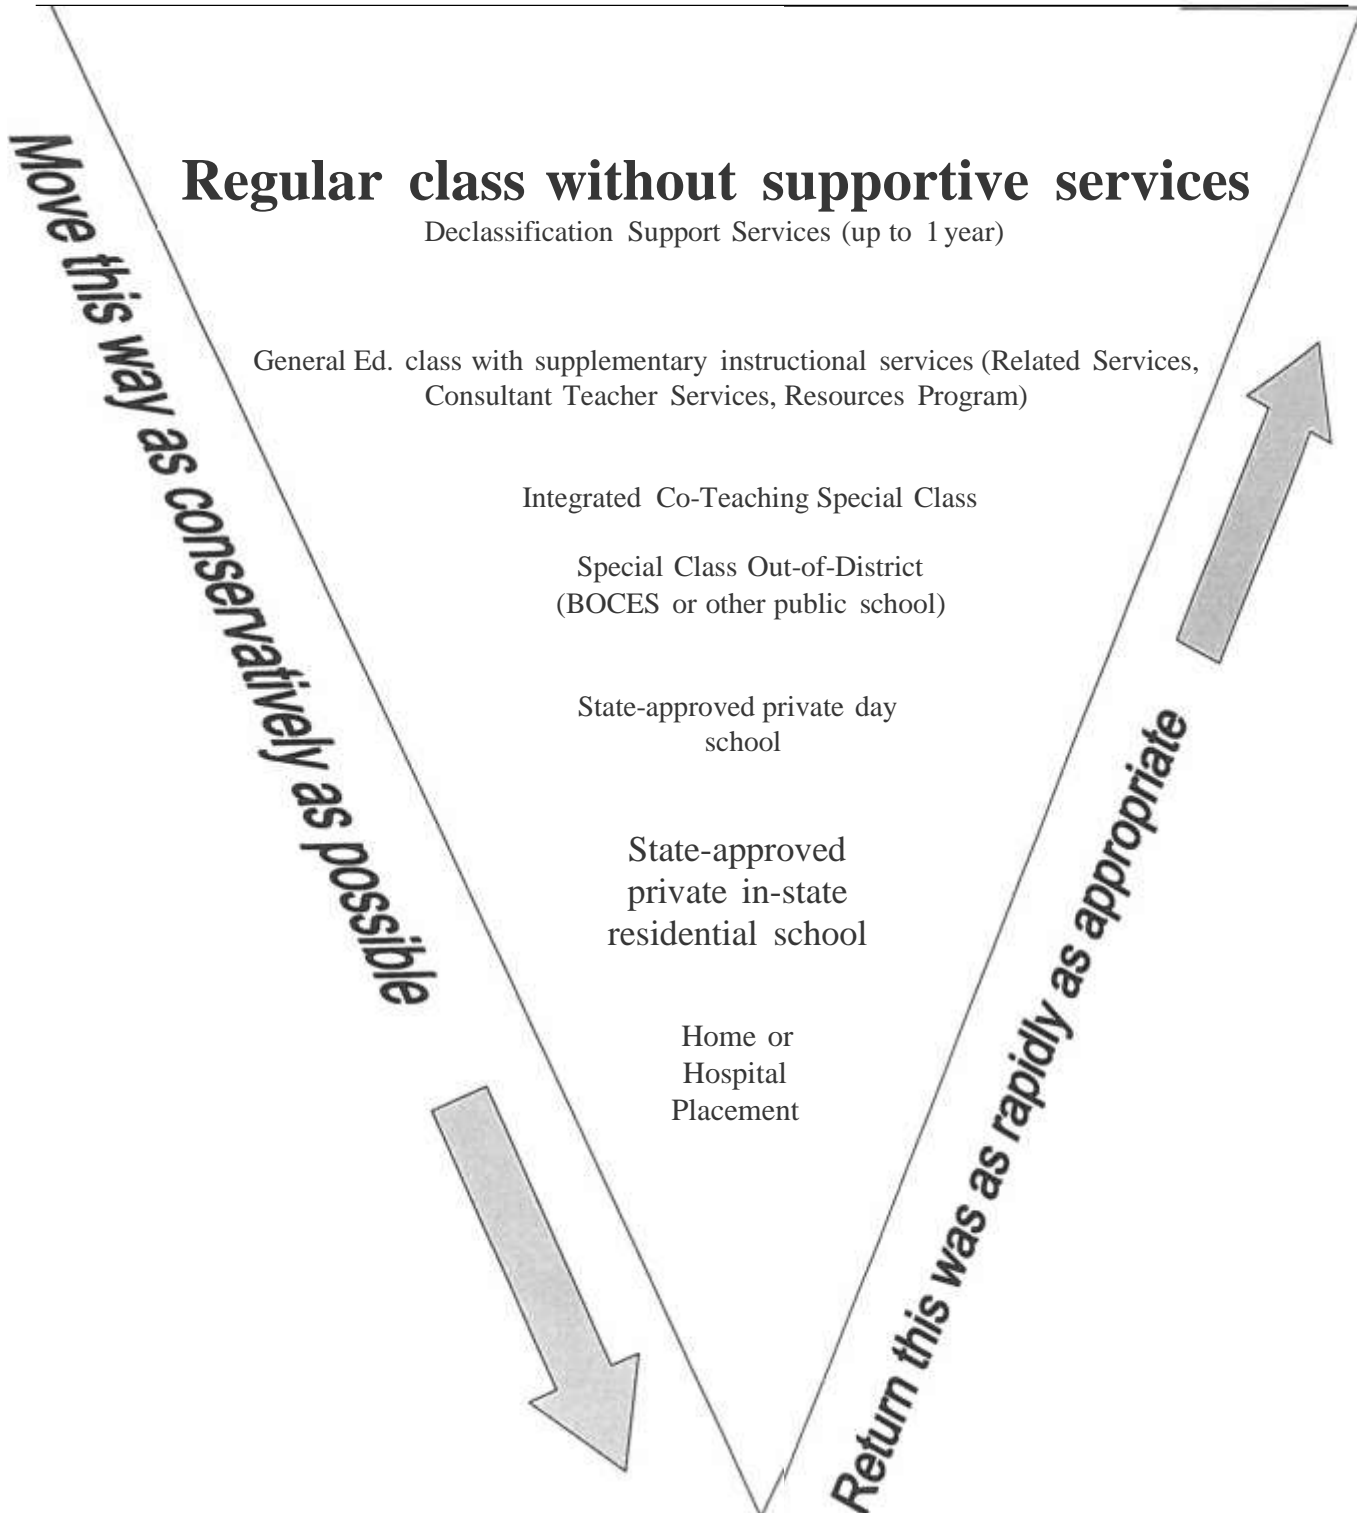 Move this way as conservatively as possible
Regular class without supportive services
Declassification Support Services (up to 1 year)
General Ed. class with supplementary instructional services (Related Services,
Consultant Teacher Services, Resources Program)
Integrated Co-Teaching Special Class
Special Class Out-of-District
(BOCES or other public school)
State-approved private day
school
State-approved
private in-state
residential school
Home or
Hospital
Placement
Return this was as rapidly as appropriate